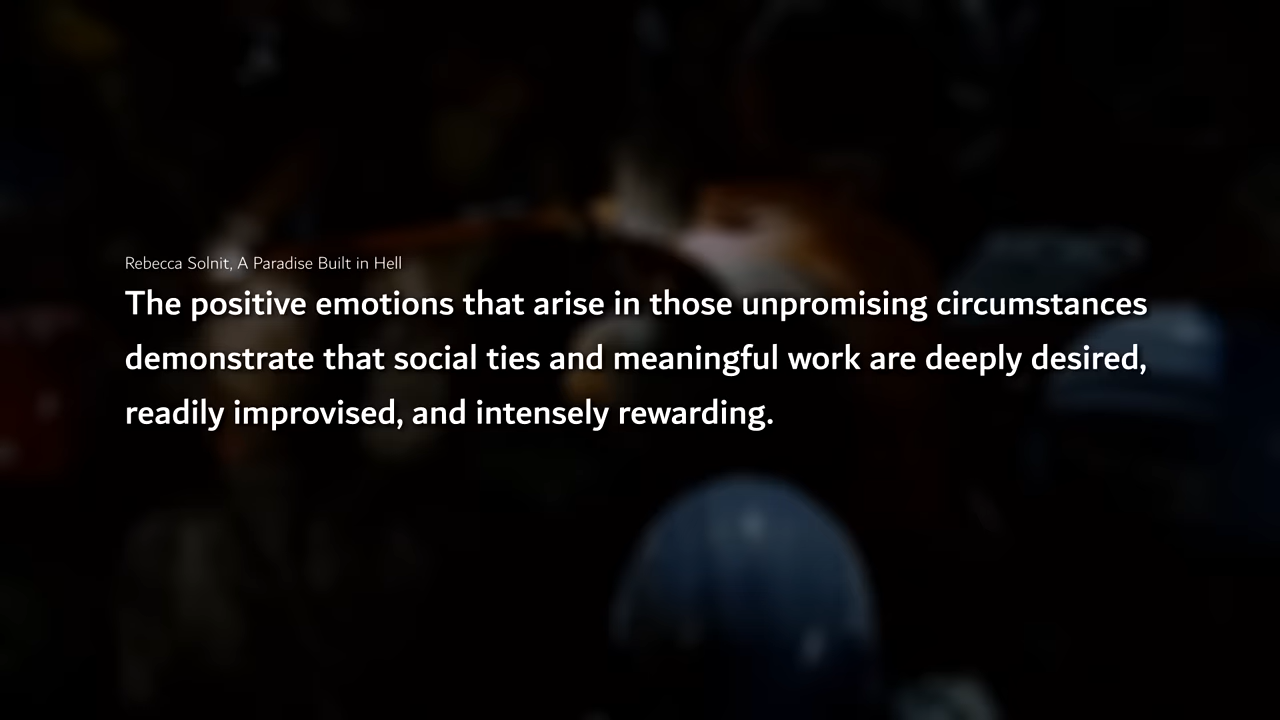 Rebecca Solnit, A Paradise Built in Hell
The positive emotions that arise in those unpromising circumstances
demonstrate that social ties and meaningful work are deeply desired,
readily improvised, and intensely rewarding.